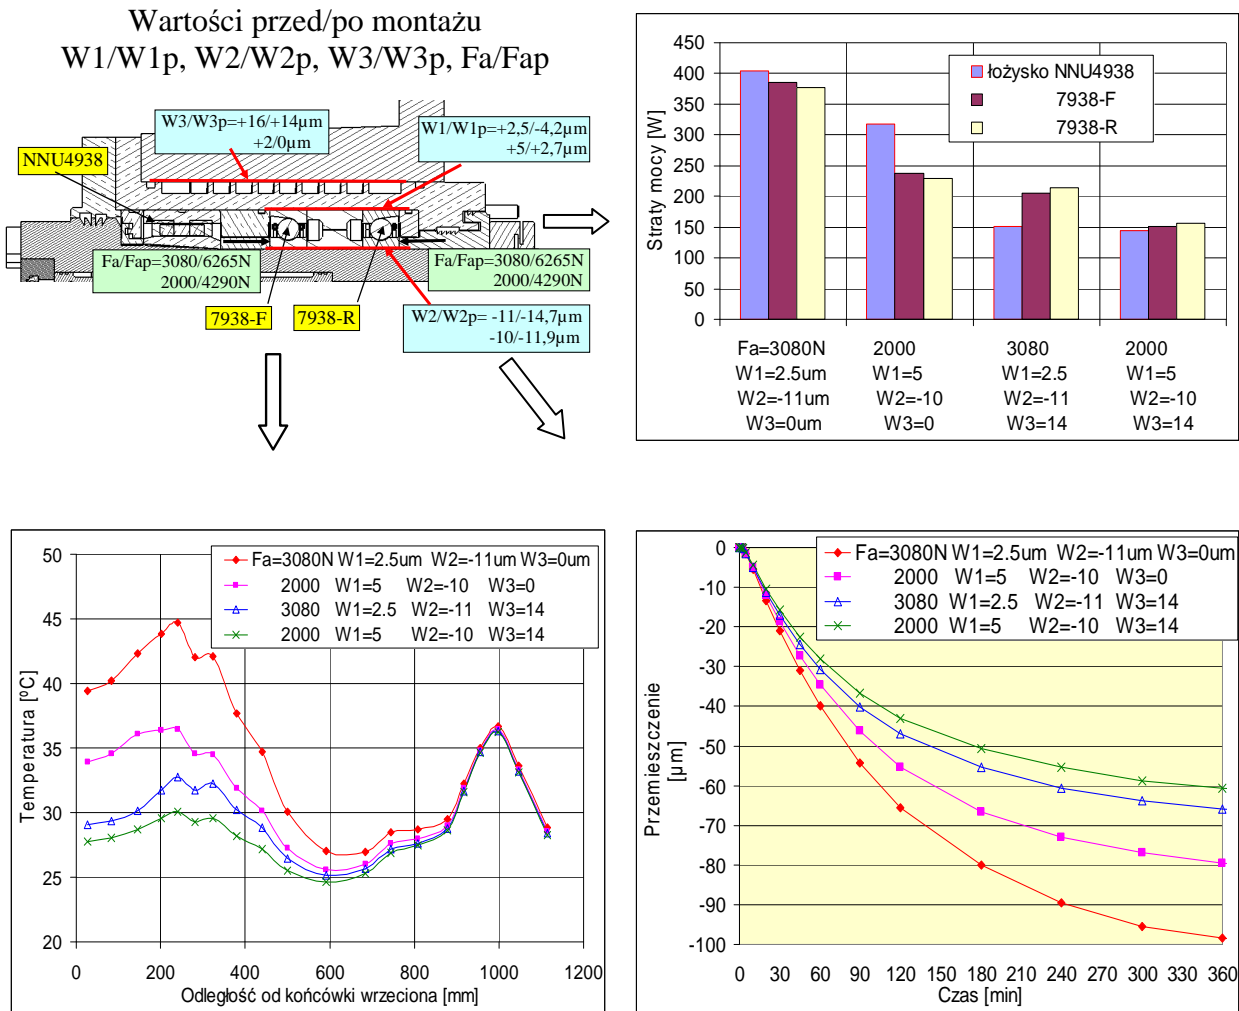 Wartości przed/po montażu
W1/W1p, W2/W2p, W3/W3p, Fa/Fap
W3/W3p=+16/+14µm
+2/0µm
W1/W1p=+2,5/-4,2µm
+5/+2,7µm
NNU4938
Fa/Fap=3080/6265N
2000/4290N
Fa/Fap=3080/6265N
2000/4290N
7938-F
7938-R
W2/W2p= -11/-14,7µm
-10/-11,9µm
Straty mocy [W]
450
400
350
300
250
200
150
100
50
0
łożysko NNU4938
7938-F
7938-R
Fa=3080N 2000 3080 2000
W1=2.5um W1=5 W1=2.5 W1=5
W2=-11um W2=-10 W2=-11 W2=-10
W3=0um W3=0 W3=14 W3=14
Temperatura [ºC]
50
45
40
35
30
25
20
Fa=3080N W1=2.5um W2=-11um W3=0um
2000 W1=5 W2=-10 W3=0
3080 W1=2.5 W2=-11 W3=14
2000 W1=5 W2=-10 W3=14
0 200 400 600 800 1000 1200
Odległość od końcówki wrzeciona [mm]
Przemieszczenie
[µm]
0
-10
-20
-30
-40
-50
-60
-70
-80
-90
-100
Fa=3080N W1=2.5um W2=-11um W3=0um
2000 W1=5 W2=-10 W3=0
3080 W1=2.5 W2=-11 W3=14
2000 W1=5 W2=-10 W3=14
0 30 60 90 120 150 180 210 240 270 300 330 360
Czas [min]